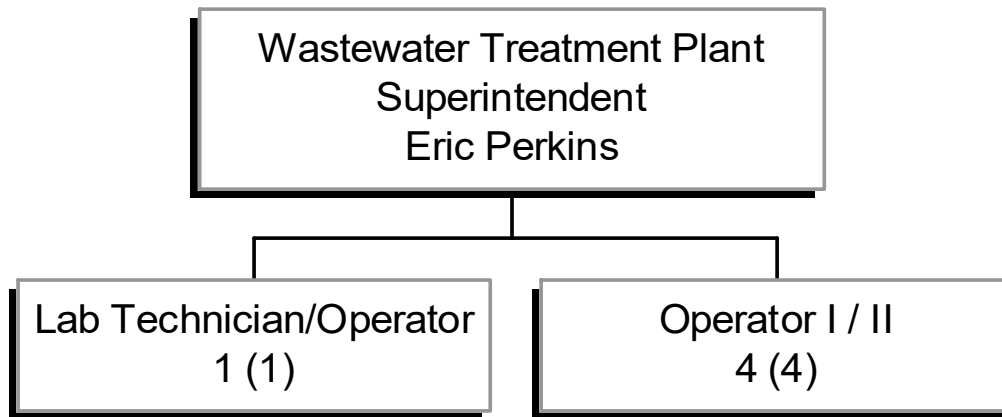 Wastewater Treatment Plant
Superintendent
Eric Perkins
Lab Technician/Operator
1 (1)
Operator I / II
4 (4)